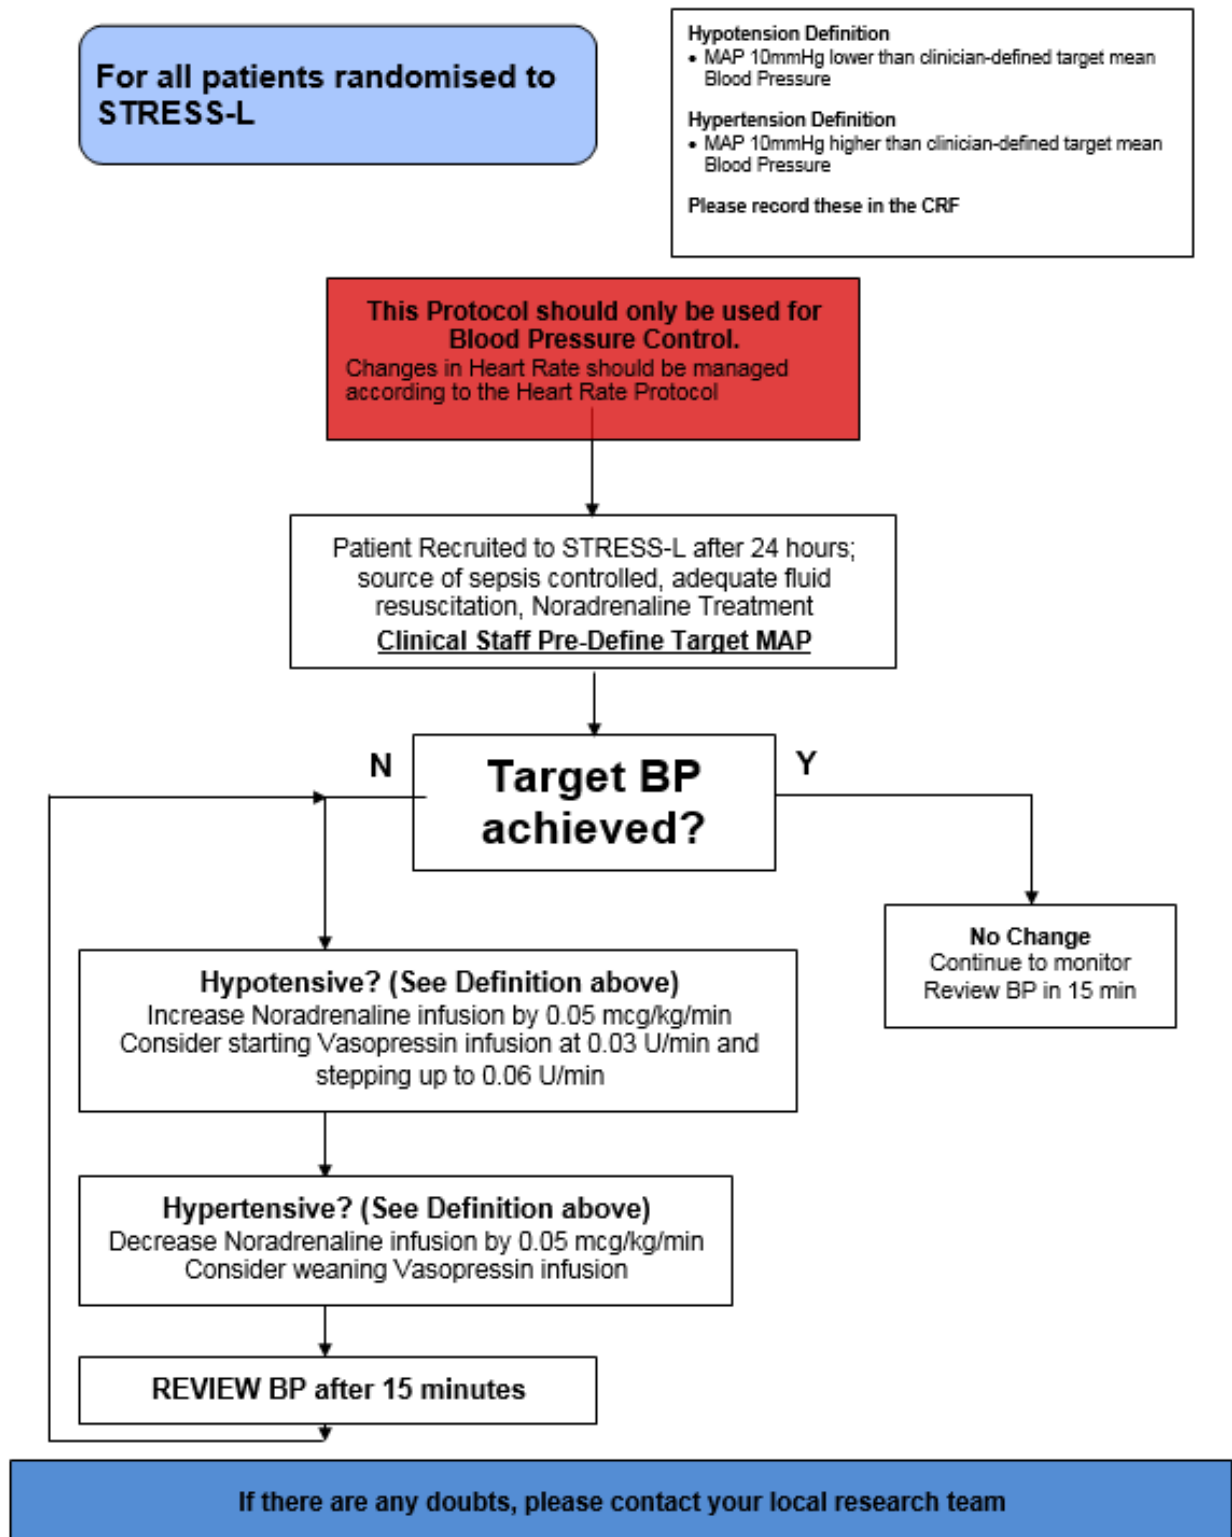 For all patients randomised to
STRESS-L
Hypotension Definition
• MAP 10mmHg lower than clinician-defined target mean
Blood Pressure
Hypertension Definition
• MAP 10mmHg higher than clinician-defined target mean
Blood Pressure
Please record these in the CRF
This Protocol should only be used for
Blood Pressure Control.
Changes in Heart Rate should be managed
according to the Heart Rate Protocol
Patient Recruited to STRESS-L after 24 hours;
source of sepsis controlled, adequate fluid
resuscitation, Noradrenaline Treatment
Clinical Staff Pre-Define Target MAP
N
Target BP
achieved?
Y
No Change
Continue to monitor
Review BP in 15 min
Hypotensive? (See Definition above)
Increase Noradrenaline infusion by 0.05 mcg/kg/min
Consider starting Vasopressin infusion at 0.03 U/min and
stepping up to 0.06 U/min
Hypertensive? (See Definition above)
Decrease Noradrenaline infusion by 0.05 mcg/kg/min
Consider weaning Vasopressin infusion
REVIEW BP after 15 minutes
If there are any doubts, please contact your local research team